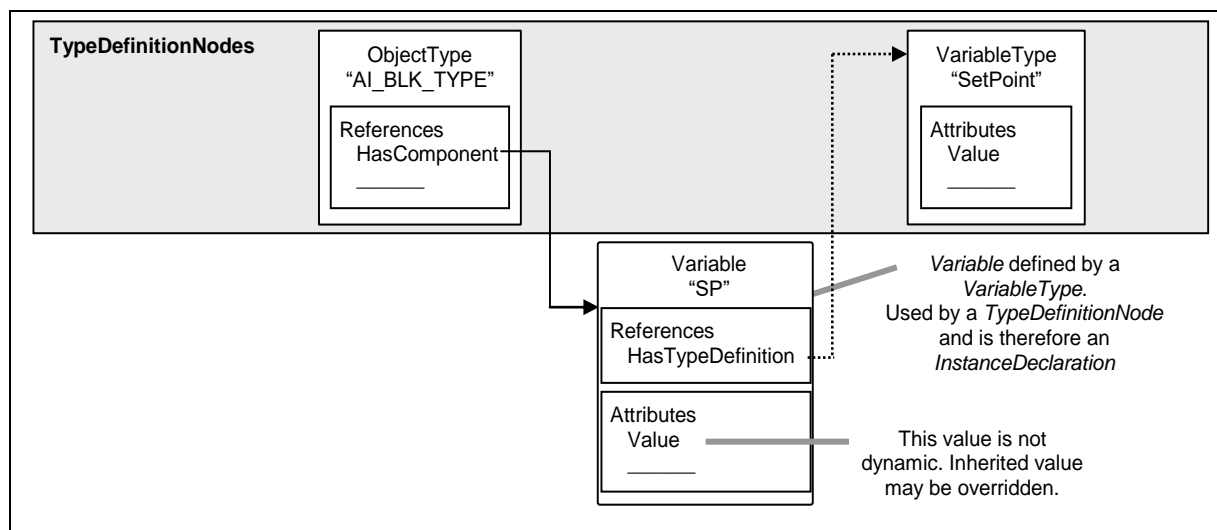 TypeDefinitionNodes
ObjectType
“AI_BLK_TYPE”
References
HasComponent
VariableType
“SetPoint”
Attributes
Value
Variable
“SP”
References
HasTypeDefinition
Attributes
Value
Variable defined by a
VariableType.
Used by a TypeDefinitionNode
and is therefore an
InstanceDeclaration
This value is not
dynamic. Inherited value
may be overridden.